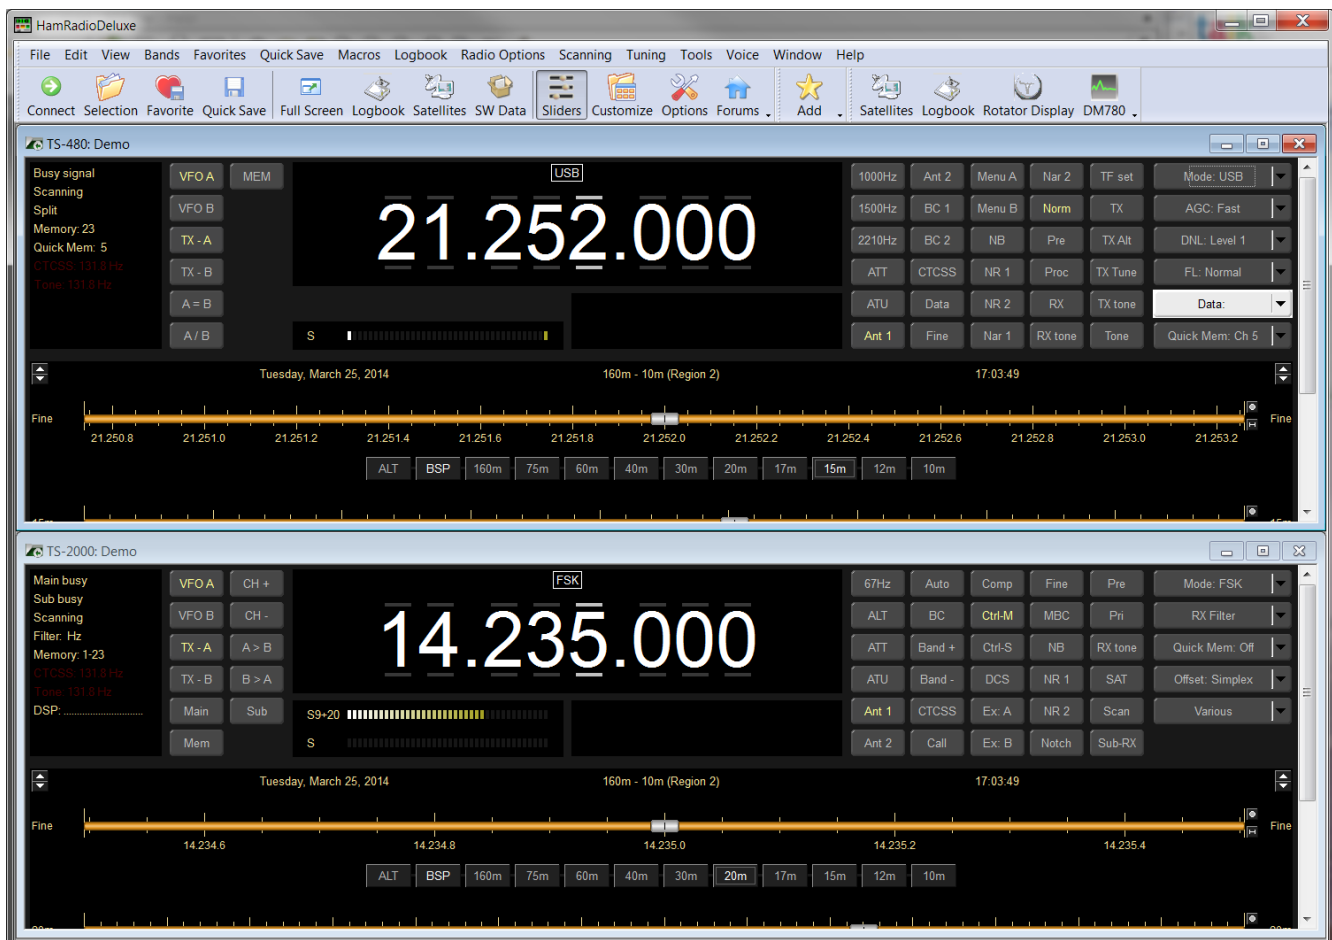 HamRadioDeluxe
File Edit View Bands Favorites Quick Save Macros Logbook Radio Options Scanning Tuning Tools Voice Window Help
Connect Selection Favorite Quick Save Full Screen Logbook Satellites SW Data Sliders Customize Options Forums Add Satellites Logbook Rotator Display DM780
TS-480: Demo
Busy signal
Scanning
Split
Memory: 23
Quick Mem: 5
CTCSS: 131.8 Hz
Tone: 131.8 Hz
VFO A MEM
VFO B
TX - A
TX - B
A = B
A / B
USB
21.252.000
S
1000Hz Ant 2 Menu A Nar 2 TF set Mode: USB
1500Hz BC 1 Menu B Norm TX AGC: Fast
2210Hz BC 2 NB Pre TX Alt DNL: Level 1
ATT CTCSS NR 1 Proc TX Tune FL: Normal
ATU Data NR 2 RX TX tone Data:
Ant 1 Fine Nar 1 RX tone Tone Quick Mem: Ch 5
Tuesday, March 25, 2014 160m - 10m (Region 2) 17:03:49
Fine Fine
21.250.8 21.251.0 21.251.2 21.251.4 21.251.6 21.251.8 21.252.0 21.252.2 21.252.4 21.252.6 21.252.8 21.253.0 21.253.2
ALT BSP 160m 75m 60m 40m 30m 20m 17m 15m 12m 10m
TS-2000: Demo
Main busy
Sub busy
Scanning
Filter: Hz
Memory: 1-23
CTCSS: 131.8 Hz
Tone: 131.8 Hz
DSP: ............................
VFO A CH +
VFO B CH -
TX - A A > B
TX - B B > A
Main Sub
Mem
FSK
14.235.000
S9+20
S
67Hz Auto Comp Fine Pre Mode: FSK
ALT BC Ctrl-M MBC Pri RX Filter
ATT Band + Ctrl-S NB RX tone Quick Mem: Off
ATU Band - DCS NR 1 SAT Offset: Simplex
Ant 1 CTCSS Ex: A NR 2 Scan Various
Ant 2 Call Ex: B Notch Sub-RX
Tuesday, March 25, 2014 160m - 10m (Region 2) 17:03:49
Fine Fine
14.234.6 14.234.8 14.235.0 14.235.2 14.235.4
ALT BSP 160m 75m 60m 40m 30m 20m 17m 15m 12m 10m